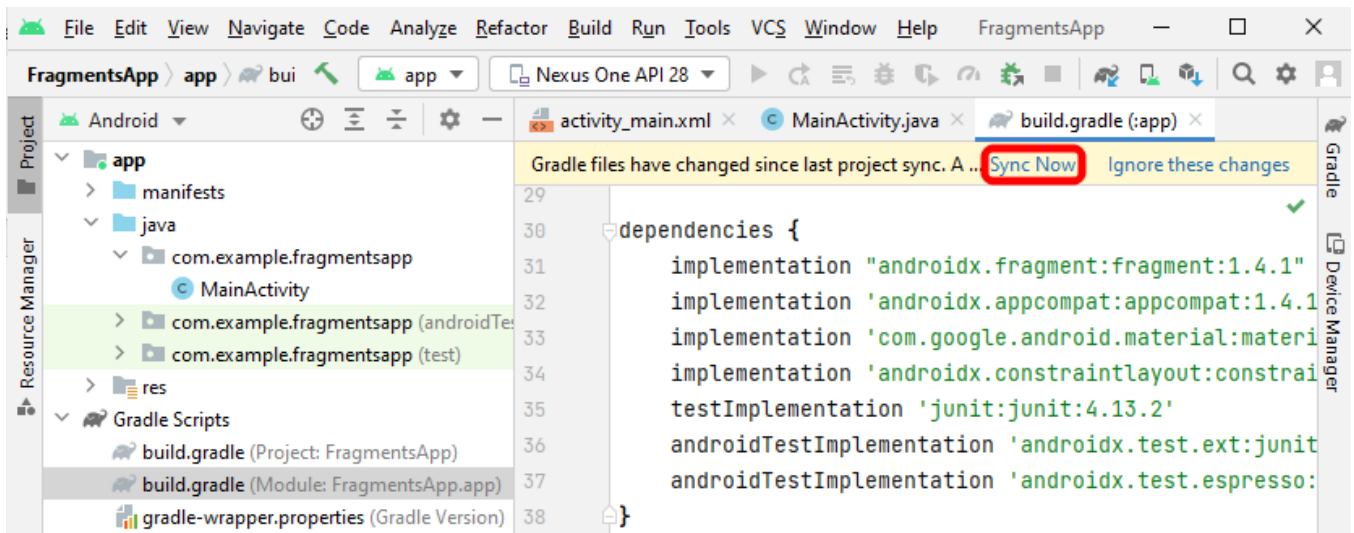 File Edit View Navigate Code Analyze Refactor Build Run Tools VCS Window Help FragmentsApp
FragmentsApp app bui app Nexus One API 28
Project
Resource Manager
Android
app
manifests
java
com.example.fragmentsapp
C MainActivity
com.example.fragmentsapp (androidTes
com.example.fragmentsapp (test)
res
Gradle Scripts
build.gradle (Project: FragmentsApp)
build.gradle (Module: FragmentsApp.app)
gradle-wrapper.properties (Gradle Version)
activity_main.xml C MainActivity.java build.gradle (:app)
Gradle files have changed since last project sync. A ... Sync Now Ignore these changes
29
30 dependencies {
31 implementation "androidx.fragment:fragment:1.4.1"
32 implementation 'androidx.appcompat:appcompat:1.4.1
33 implementation 'com.google.android.material:materi
34 implementation 'androidx.constraintlayout:constrai
35 testImplementation 'junit:junit:4.13.2'
36 androidTestImplementation 'androidx.test.ext:junit
37 androidTestImplementation 'androidx.test.espresso:
38 }
Gradle
Device Manager